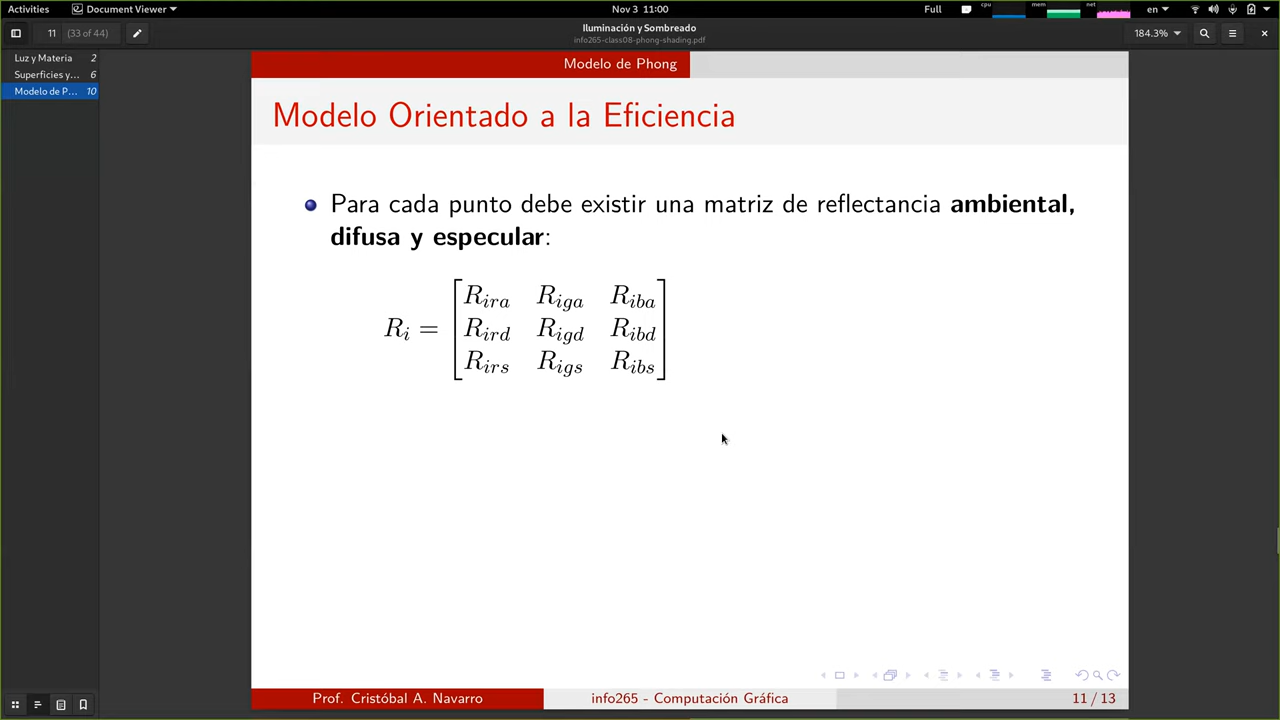 Activities
Document Viewer
Nov 3 11:00
Full
cpu
mem
net
en
11
(33 of 44)
Iluminación y Sombreado
info265-class08-phong-shading.pdf
184.3%
Luz y Materia 2
Superficies y... 6
Modelo de P... 10
Modelo de Phong
Modelo Orientado a la Eficiencia
Para cada punto debe existir una matriz de reflectancia ambiental,
difusa y especular:
R_i = [ R_ira R_iga R_iba
R_ird R_igd R_ibd
R_irs R_igs R_ibs ]
Prof. Cristóbal A. Navarro
info265 - Computación Gráfica
11 / 13